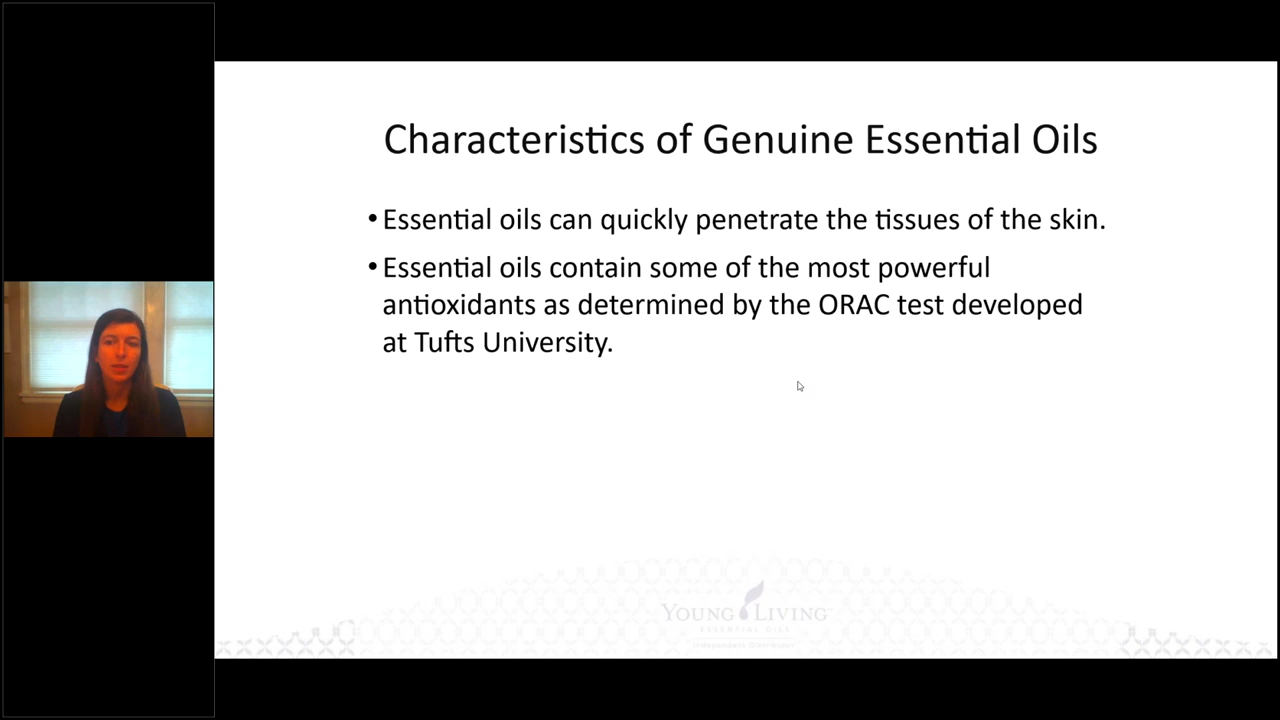 Characteristics of Genuine Essential Oils
• Essential oils can quickly penetrate the tissues of the skin.
• Essential oils contain some of the most powerful
antioxidants as determined by the ORAC test developed
at Tufts University.
YOUNG LIVING
ESSENTIAL OILS
Independent Distributor